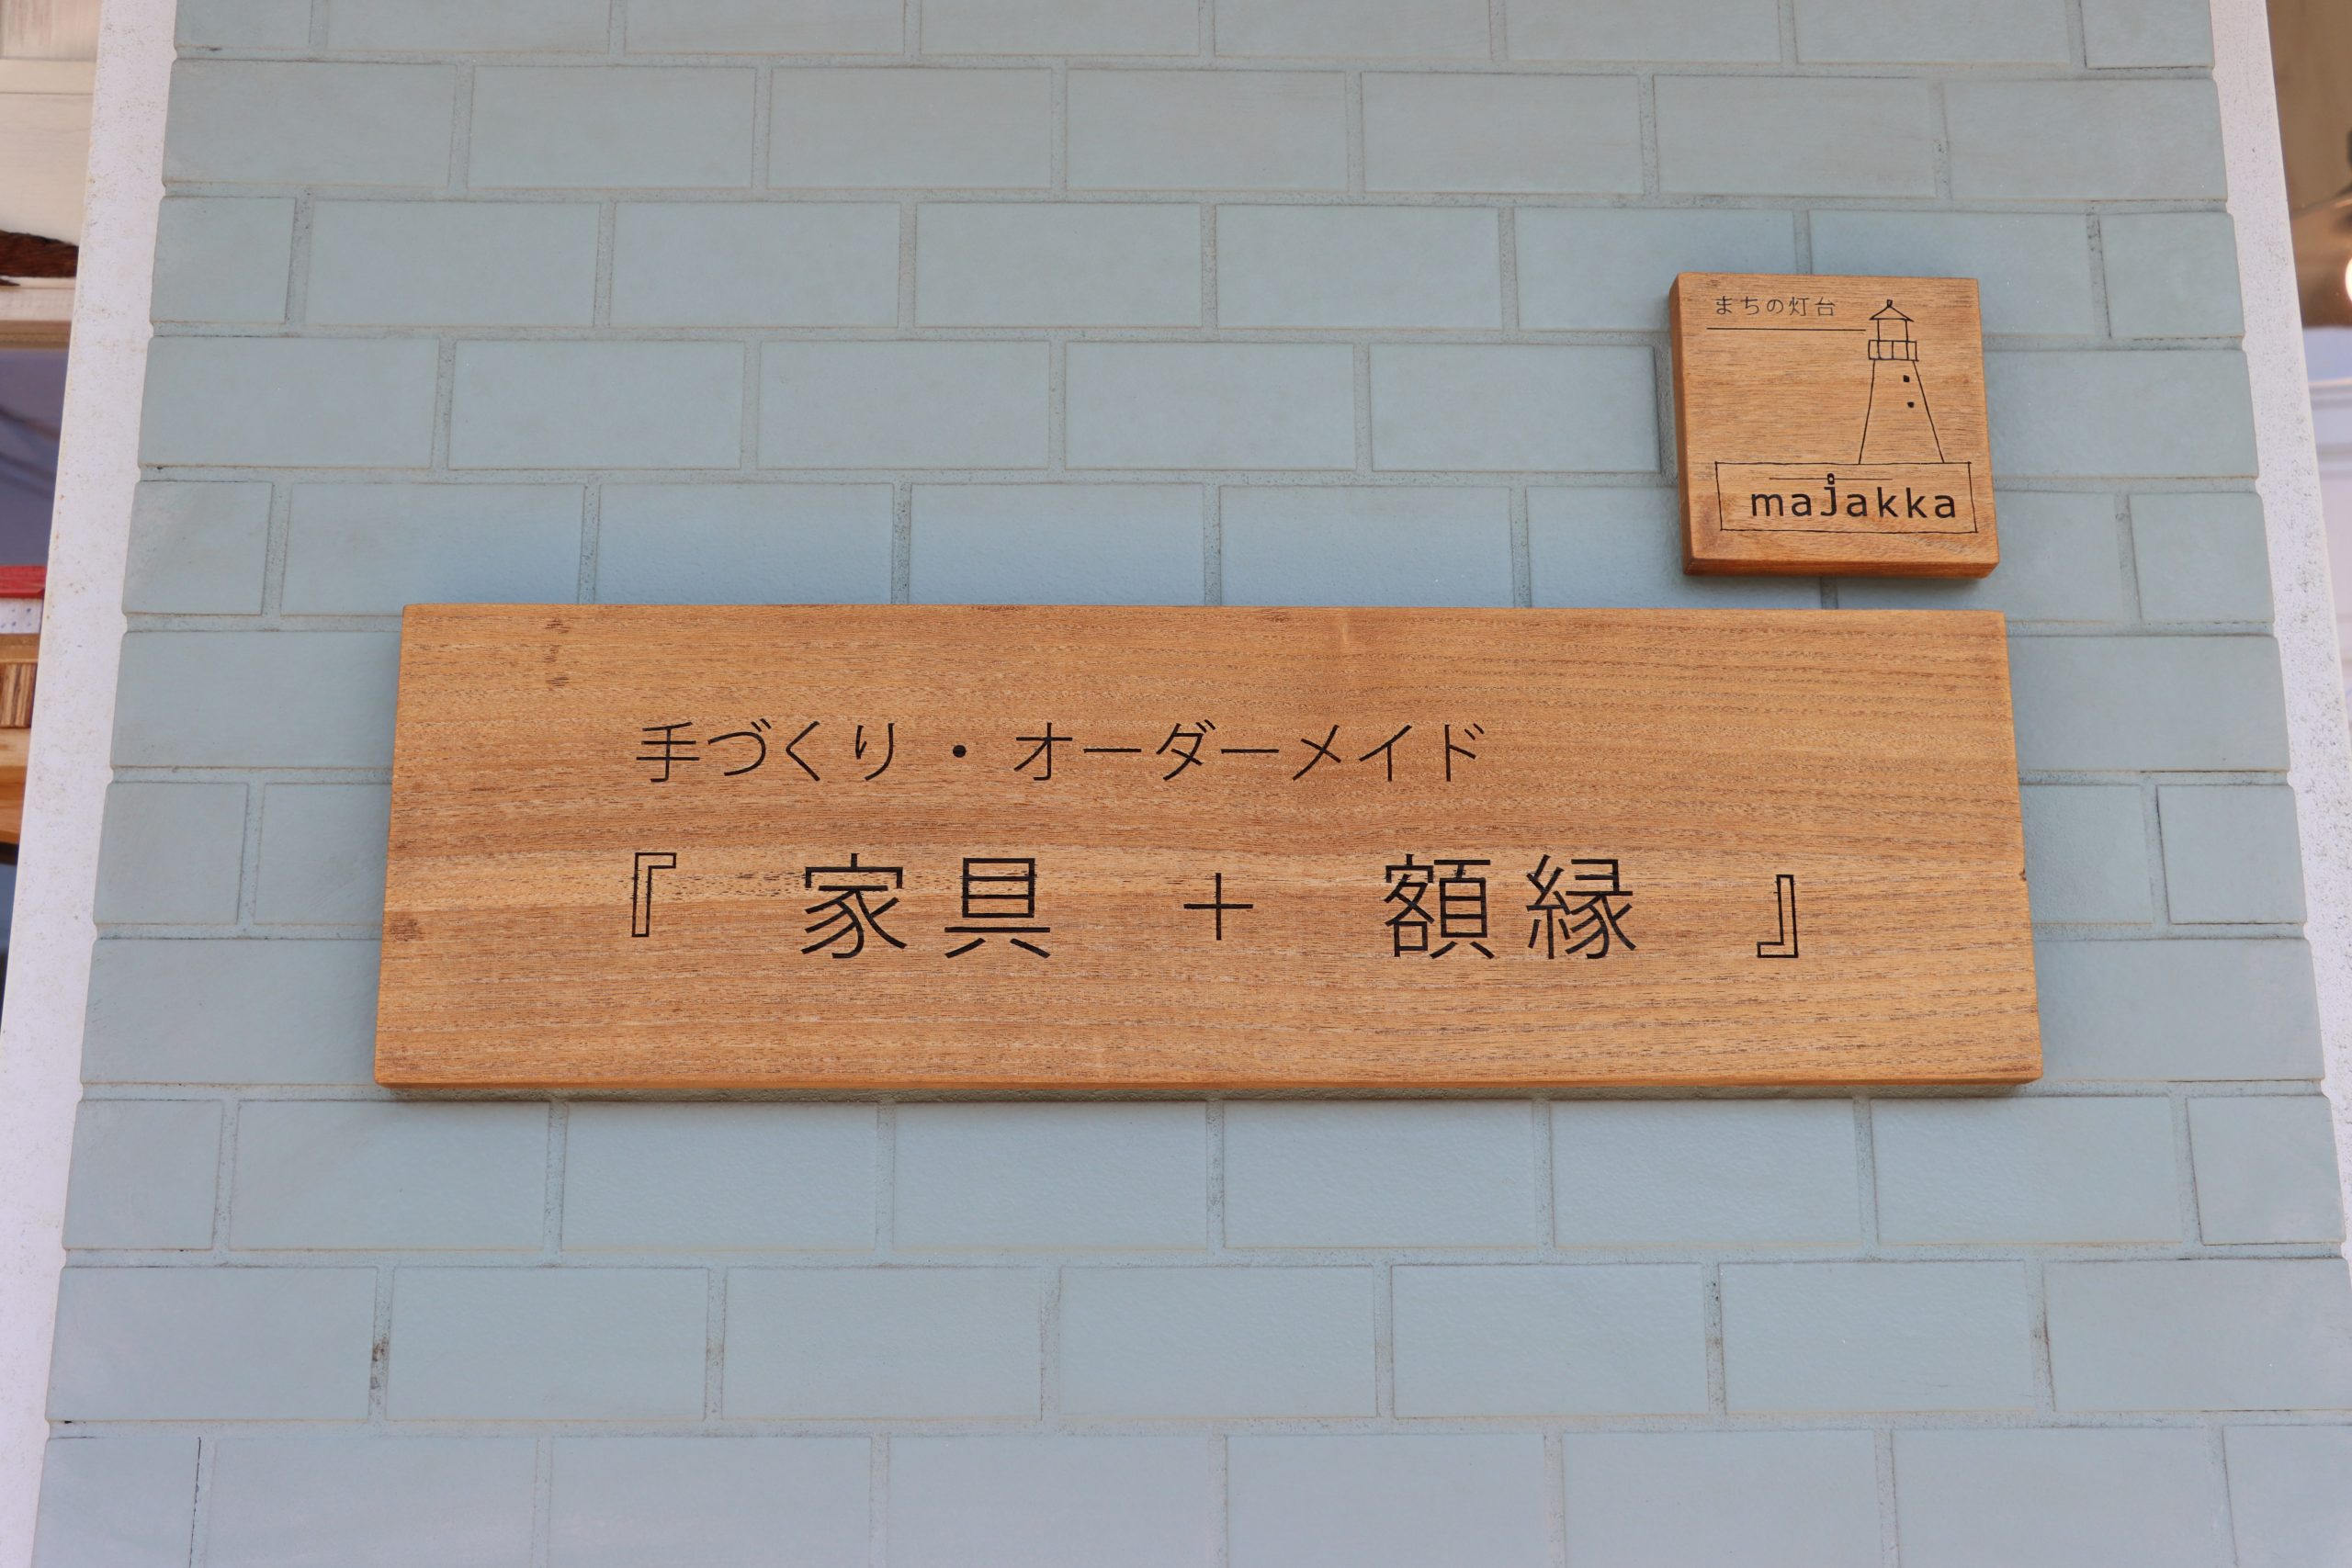 まちの灯台
majakka
手づくり・オーダーメイド
『 家具 + 額縁 』